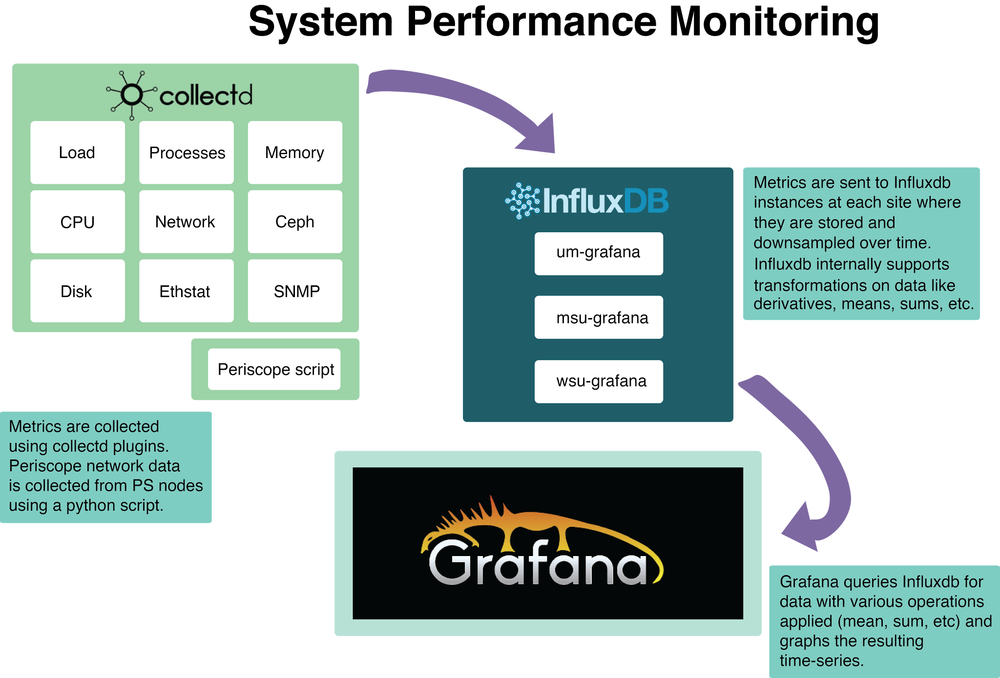 System Performance Monitoring
collectd
Load
Processes
Memory
CPU
Network
Ceph
Disk
Ethstat
SNMP
Periscope script
Metrics are collected
using collectd plugins.
Periscope network data
is collected from PS nodes
using a python script.
InfluxDB
um-grafana
msu-grafana
wsu-grafana
Metrics are sent to Influxdb
instances at each site where
they are stored and
downsampled over time.
Influxdb internally supports
transformations on data like
derivatives, means, sums, etc.
Grafana
Grafana queries Influxdb for
data with various operations
applied (mean, sum, etc) and
graphs the resulting
time-series.